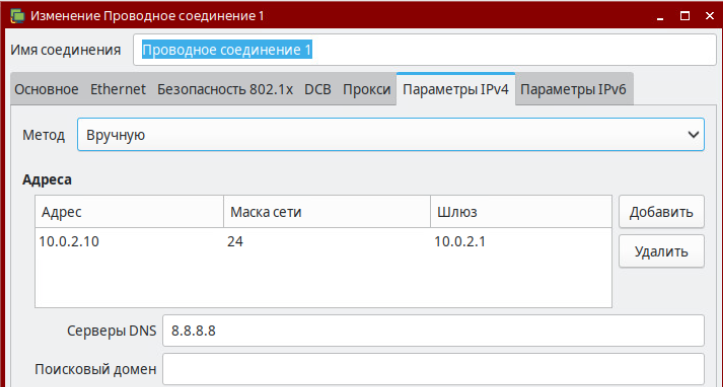 Изменение Проводное соединение 1
Имя соединения Проводное соединение 1
Основное Ethernet Безопасность 802.1x DCB Прокси Параметры IPv4 Параметры IPv6
Метод Вручную
Адреса
Адрес Маска сети Шлюз Добавить
10.0.2.10 24 10.0.2.1
Удалить
Серверы DNS 8.8.8.8
Поисковый домен